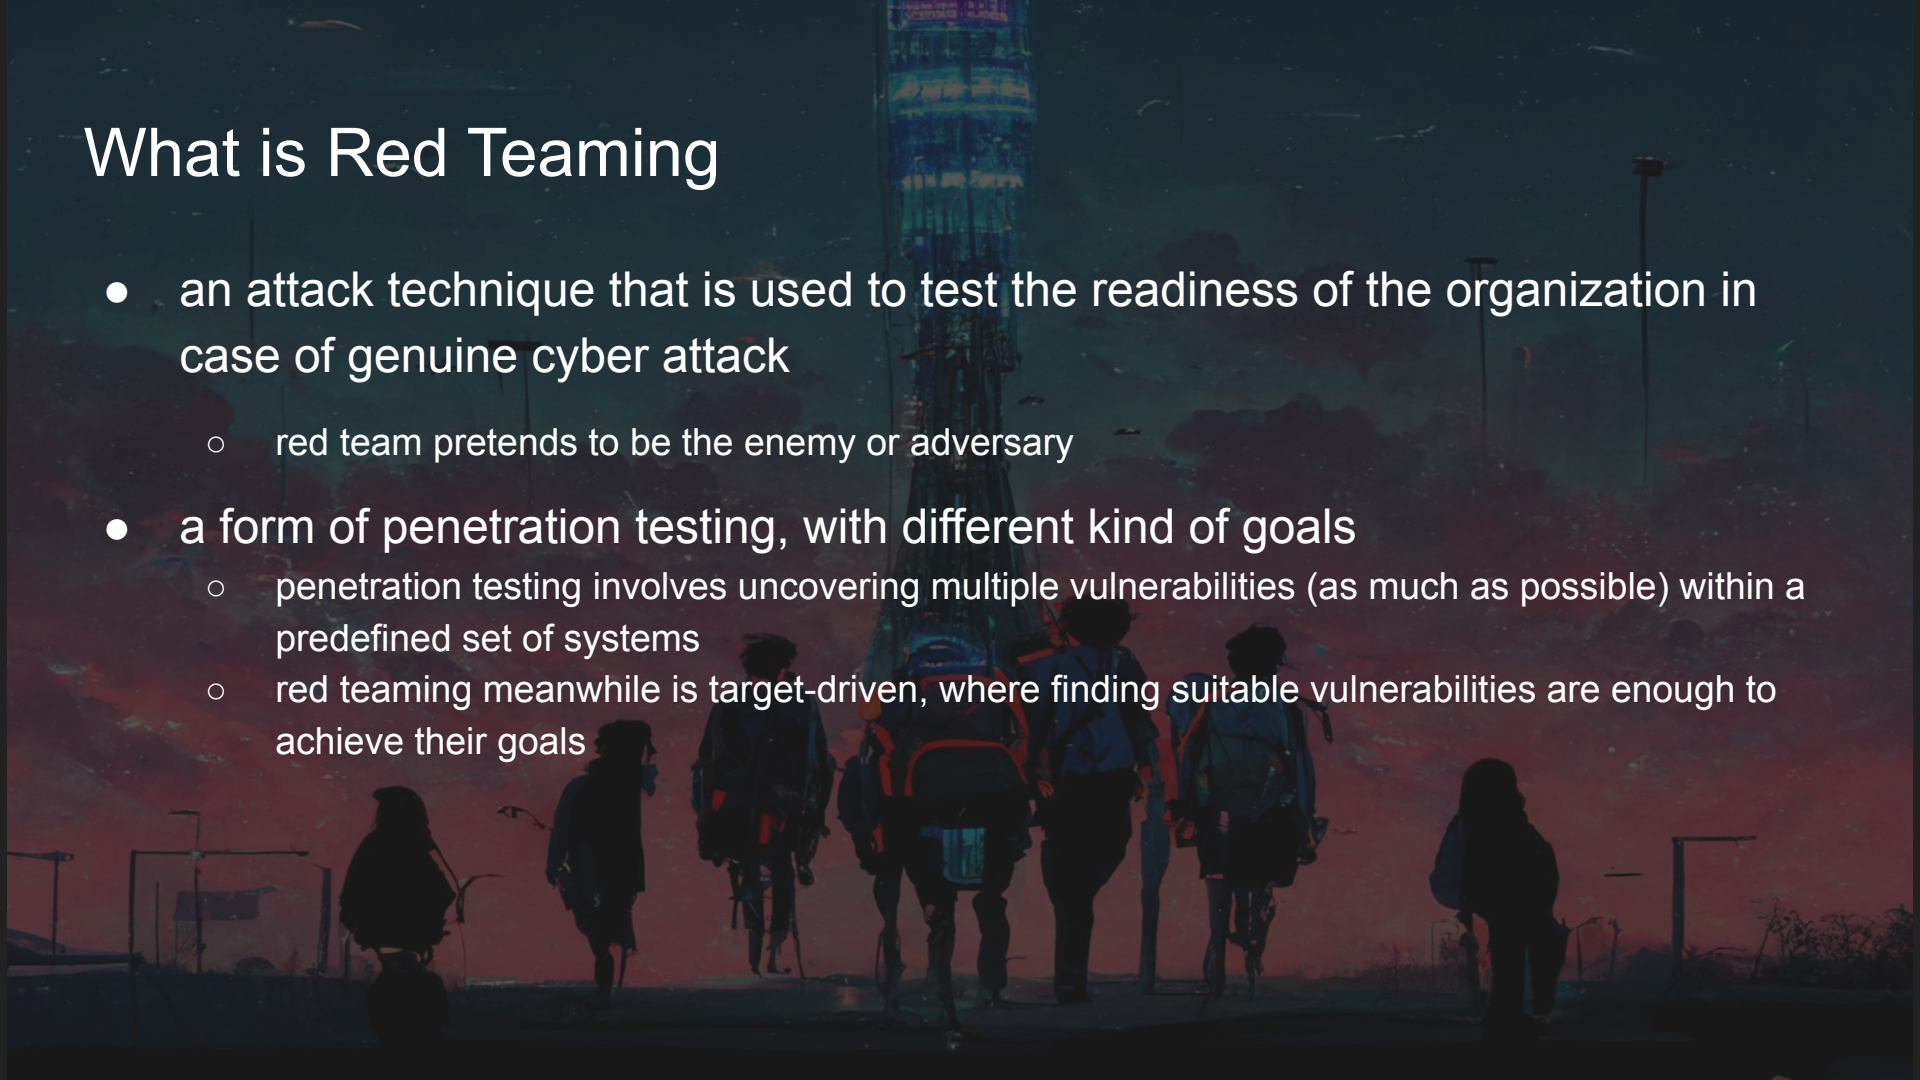 What is Red Teaming
● an attack technique that is used to test the readiness of the organization in
case of genuine cyber attack
○ red team pretends to be the enemy or adversary
● a form of penetration testing, with different kind of goals
○ penetration testing involves uncovering multiple vulnerabilities (as much as possible) within a
predefined set of systems
○ red teaming meanwhile is target-driven, where finding suitable vulnerabilities are enough to
achieve their goals